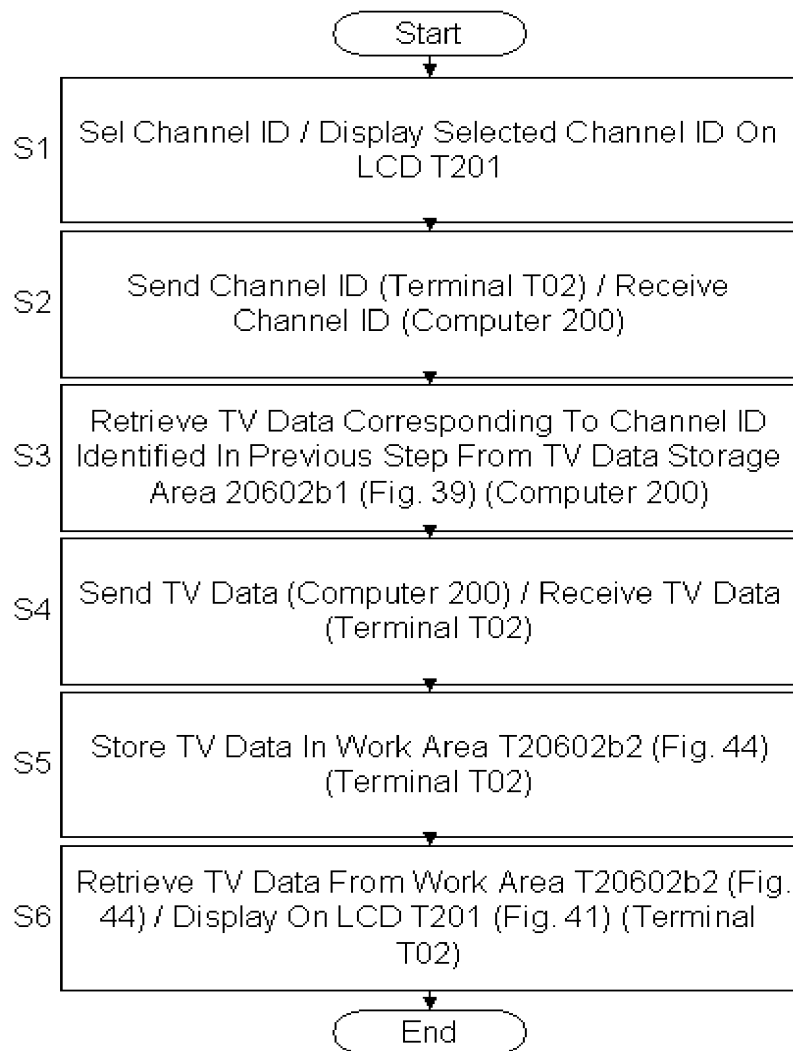 Start
S1
Sel Channel ID / Display Selected Channel ID On
LCD T201
S2
Send Channel ID (Terminal T02) / Receive
Channel ID (Computer 200)
S3
Retrieve TV Data Corresponding To Channel ID
Identified In Previous Step From TV Data Storage
Area 20602b1 (Fig. 39) (Computer 200)
S4
Send TV Data (Computer 200) / Receive TV Data
(Terminal T02)
S5
Store TV Data In Work Area T20602b2 (Fig. 44)
(Terminal T02)
S6
Retrieve TV Data From Work Area T20602b2 (Fig.
44) / Display On LCD T201 (Fig. 41) (Terminal
T02)
End